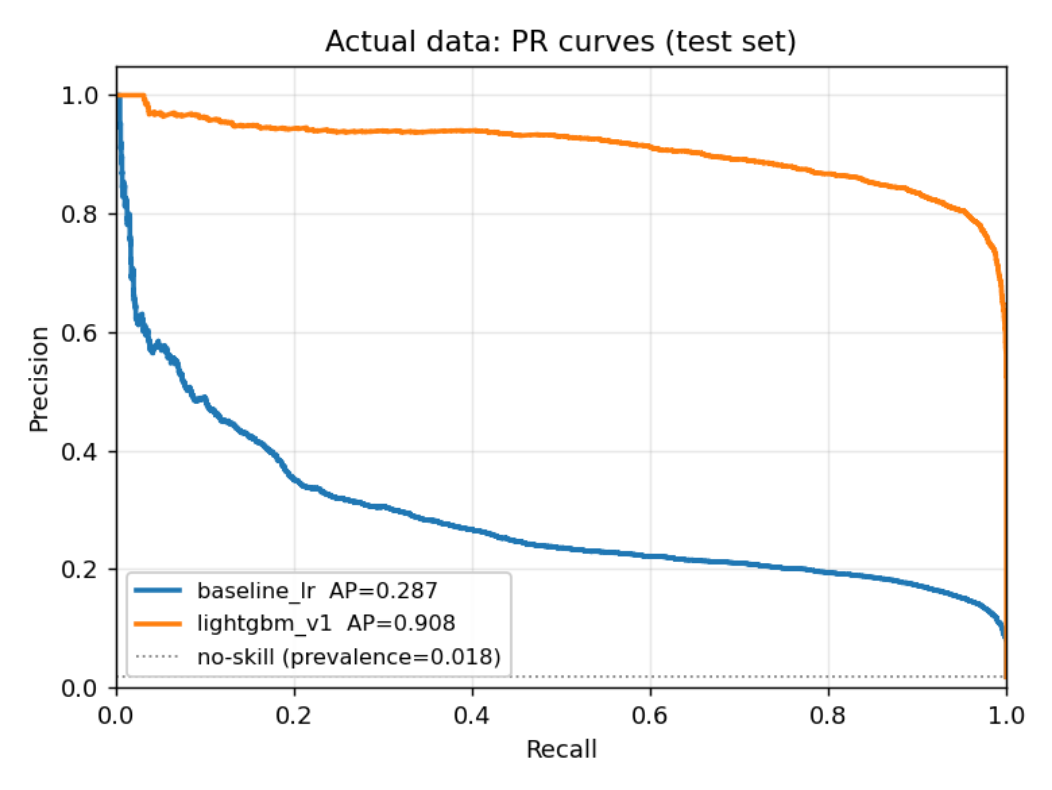 Actual data: PR curves (test set)
Precision
1.0
0.8
0.6
0.4
0.2
0.0
baseline_lr AP=0.287
lightgbm_v1 AP=0.908
no-skill (prevalence=0.018)
0.0 0.2 0.4 0.6 0.8 1.0
Recall